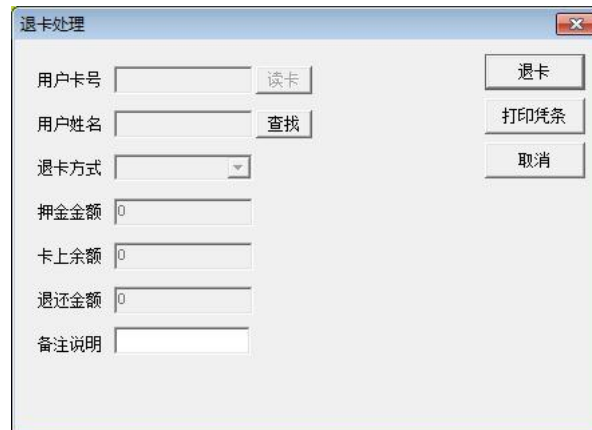 退卡处理
用户卡号 读卡 退卡
用户姓名 查找 打印凭条
退卡方式 取消
押金金额 0
卡上余额 0
退还金额 0
备注说明